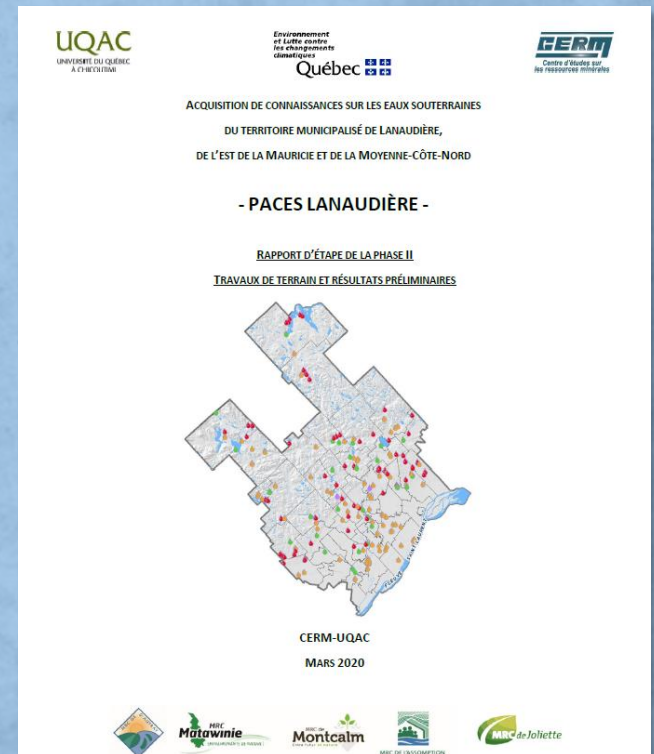 UQAC
UNIVERSITÉ DU QUÉBEC
À CHICOUTIMI
Environnement
et Lutte contre
les changements
climatiques
Québec
CERM
Centre d'études sur
les ressources minérales
ACQUISITION DE CONNAISSANCES SUR LES EAUX SOUTERRAINES
DU TERRITOIRE MUNICIPALISÉ DE LANAUDIÈRE,
DE L'EST DE LA MAURICIE ET DE LA MOYENNE-CÔTE-NORD
- PACES LANAUDIÈRE -
RAPPORT D'ÉTAPE DE LA PHASE II
TRAVAUX DE TERRAIN ET RÉSULTATS PRÉLIMINAIRES
FLEUVE SAINT-LAURENT
CERM-UQAC
MARS 2020
MRC
Matawinie
MRC de
Montcalm
MRC DE L'ASSOMPTION
MRC de Joliette